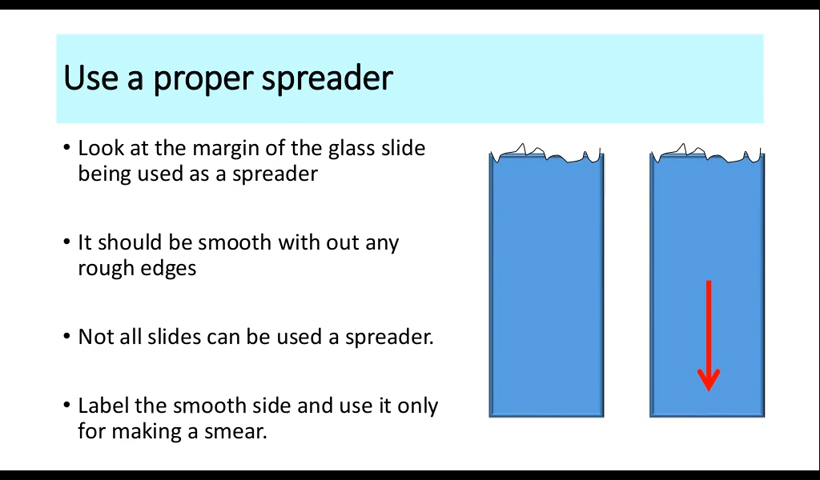 Use a proper spreader
• Look at the margin of the glass slide
being used as a spreader
• It should be smooth with out any
rough edges
• Not all slides can be used a spreader.
• Label the smooth side and use it only
for making a smear.